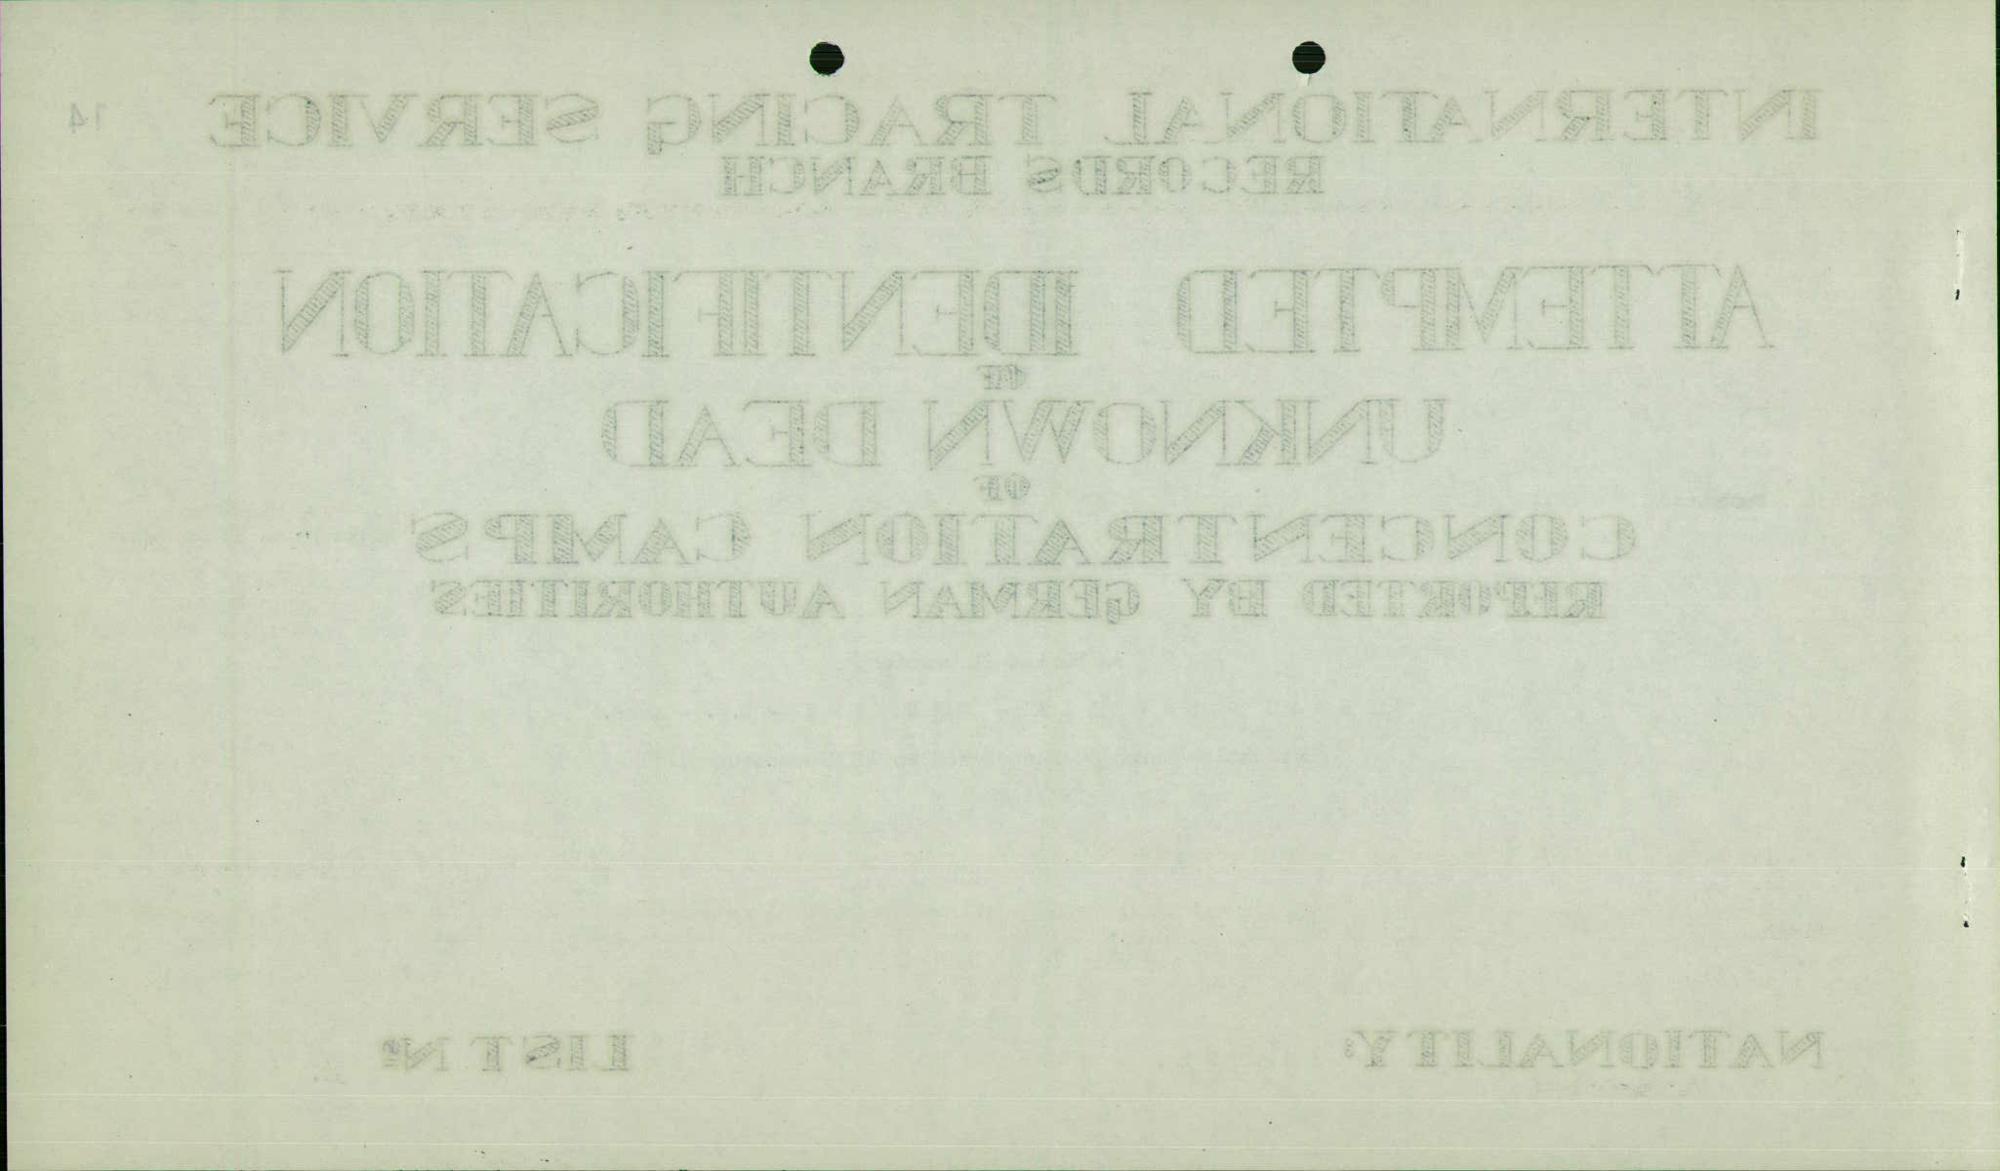 14
INTERNATIONAL TRACING SERVICE
RECORDS BRANCH
ATTEMPTED IDENTIFICATION
OF
UNKNOWN DEAD
OF
CONCENTRATION CAMPS
REPORTED BY GERMAN AUTHORITIES
NATIONALITY: LIST Nº